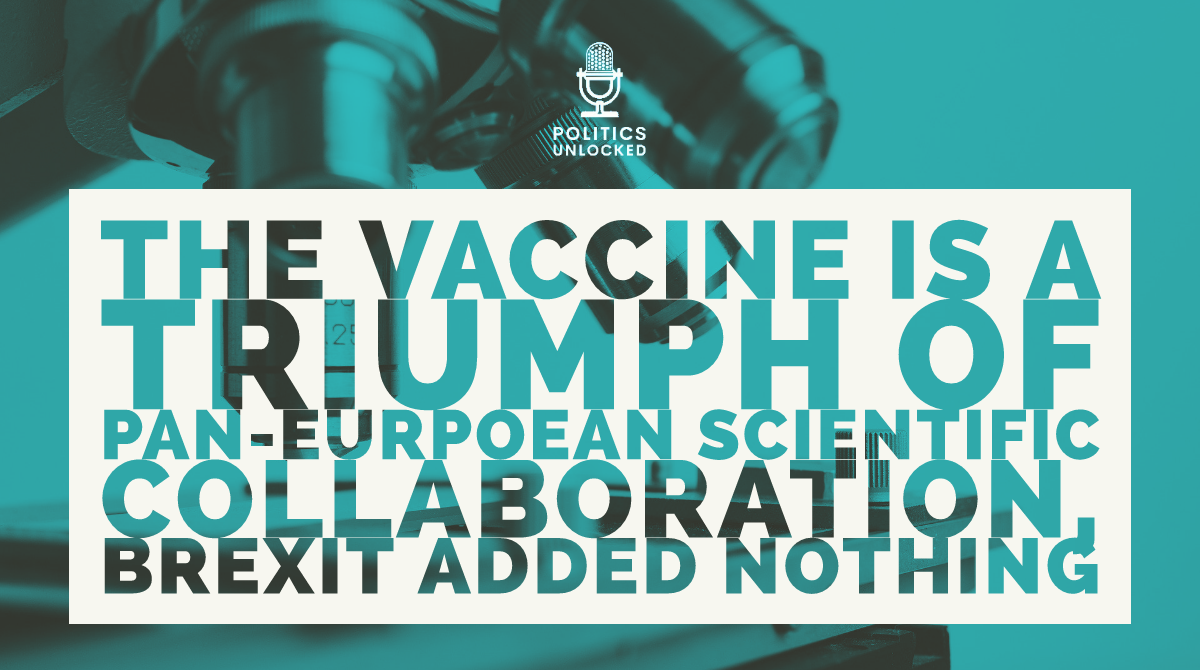 POLITICS
UNLOCKED
THE VACCINE IS A
TRIUMPH OF
PAN-EURPOEAN SCIENTIFIC
COLLABORATION,
BREXIT ADDED NOTHING